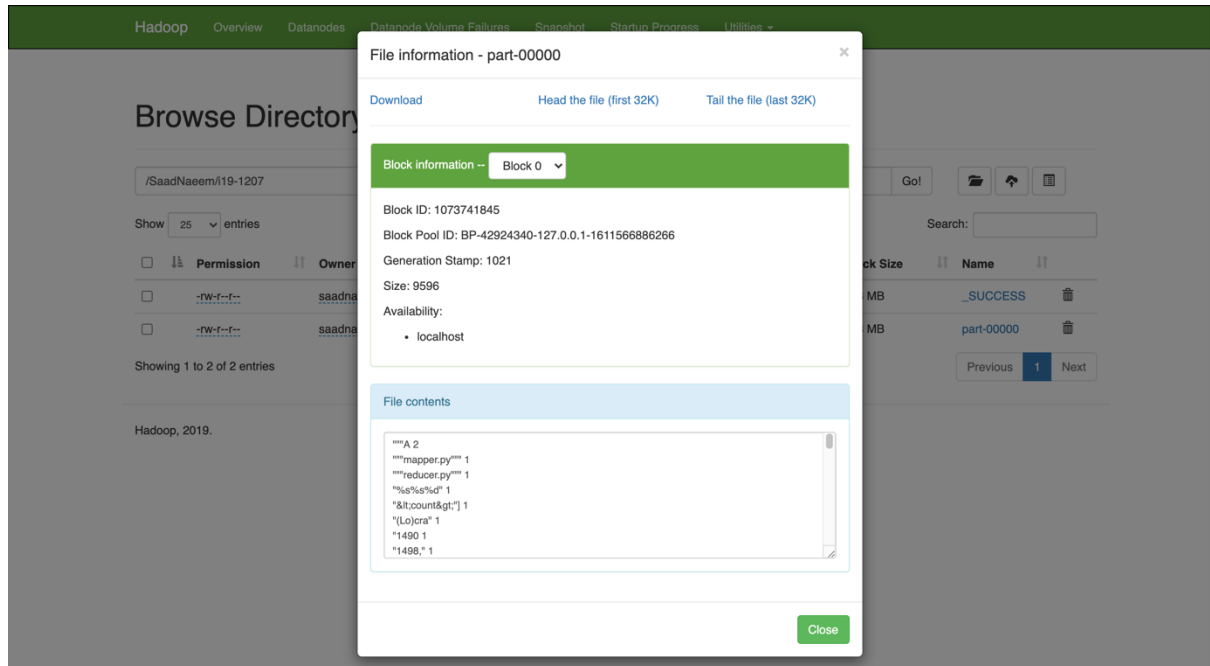 Hadoop Overview Datanodes Datanode Volume Failures Snapshot Startup Progress Utilities
File information - part-00000 ×
Download Head the file (first 32K) Tail the file (last 32K)
Browse Directory
Block information -- Block 0
/SaadNaeem/i19-1207 Go!
Block ID: 1073741845
Block Pool ID: BP-42924340-127.0.0.1-1611566886266
Generation Stamp: 1021
Size: 9596
Availability:
• localhost
Show 25 entries Search:
Permission Owner ck Size Name
-rw-r--r-- saadna MB _SUCCESS
-rw-r--r-- saadna MB part-00000
Showing 1 to 2 of 2 entries Previous 1 Next
File contents
"""A 2
"""mapper.py""" 1
"""reducer.py""" 1
"%s%s%d" 1
"&lt;count&gt;"] 1
"(Lo)cra" 1
"1490 1
"1498," 1
Hadoop, 2019.
Close